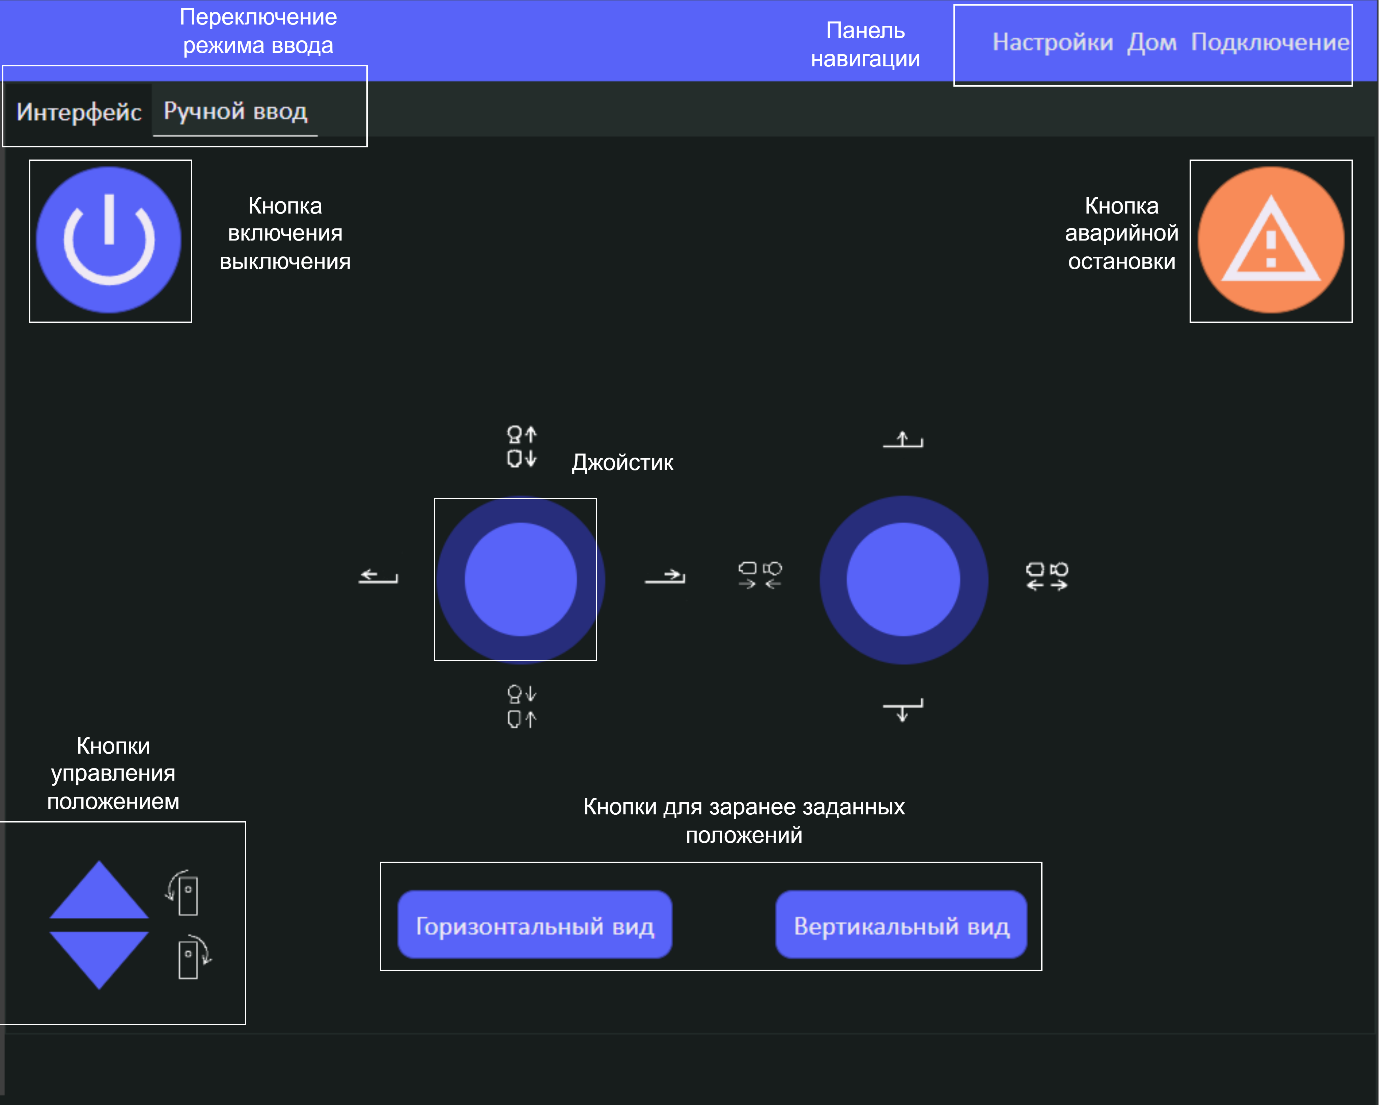 Переключение
режима ввода
Панель
навигации
Настройки Дом Подключение
Интерфейс Ручной ввод
Кнопка
включения
выключения
Кнопка
аварийной
остановки
Джойстик
Кнопки
управления
положением
Кнопки для заранее заданных
положений
Горизонтальный вид
Вертикальный вид